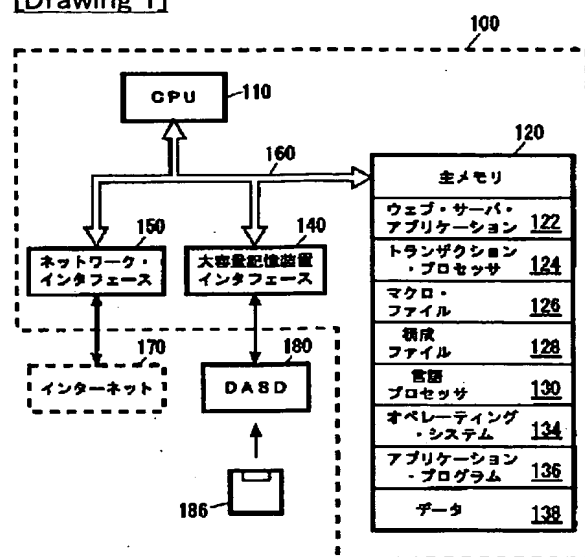 [Drawing 1]
100
CPU
110
160
120
主メモリ
ウェブ・サーバ・
アプリケーション 122
トランザクション
・プロセッサ 124
マクロ・
ファイル 126
構成
ファイル 128
言語
プロセッサ 130
オペレーティング
・システム 134
アプリケーション
・プログラム 136
データ 138
150
ネットワーク・
インタフェース
140
大容量記憶装置
インタフェース
170
インターネット
180
DASD
186